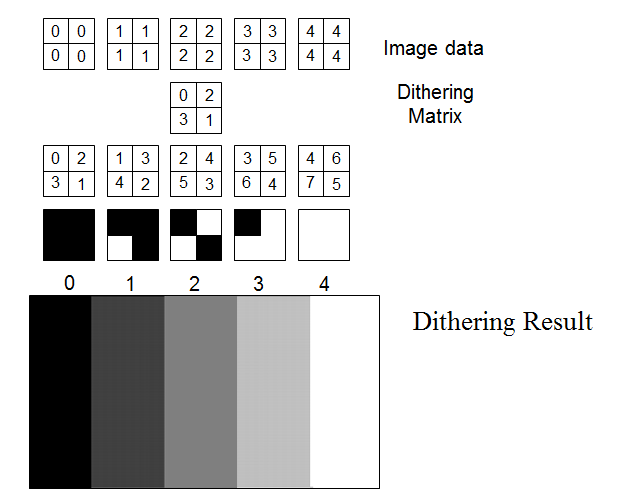 0 0 1 1 2 2 3 3 4 4
0 0 1 1 2 2 3 3 4 4
Image data
0 2
3 1
Dithering
Matrix
0 2 1 3 2 4 3 5 4 6
3 1 4 2 5 3 6 4 7 5
0 1 2 3 4
Dithering Result